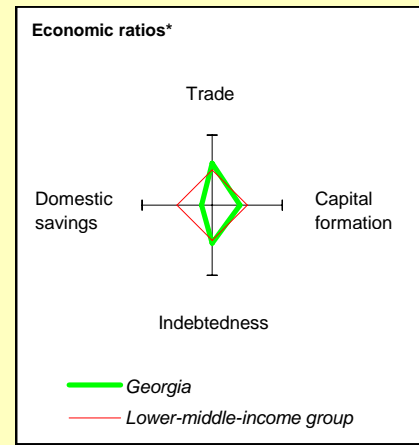 Economic ratios*
Trade
Domestic
savings
Capital
formation
Indebtedness
Georgia
Lower-middle-income group